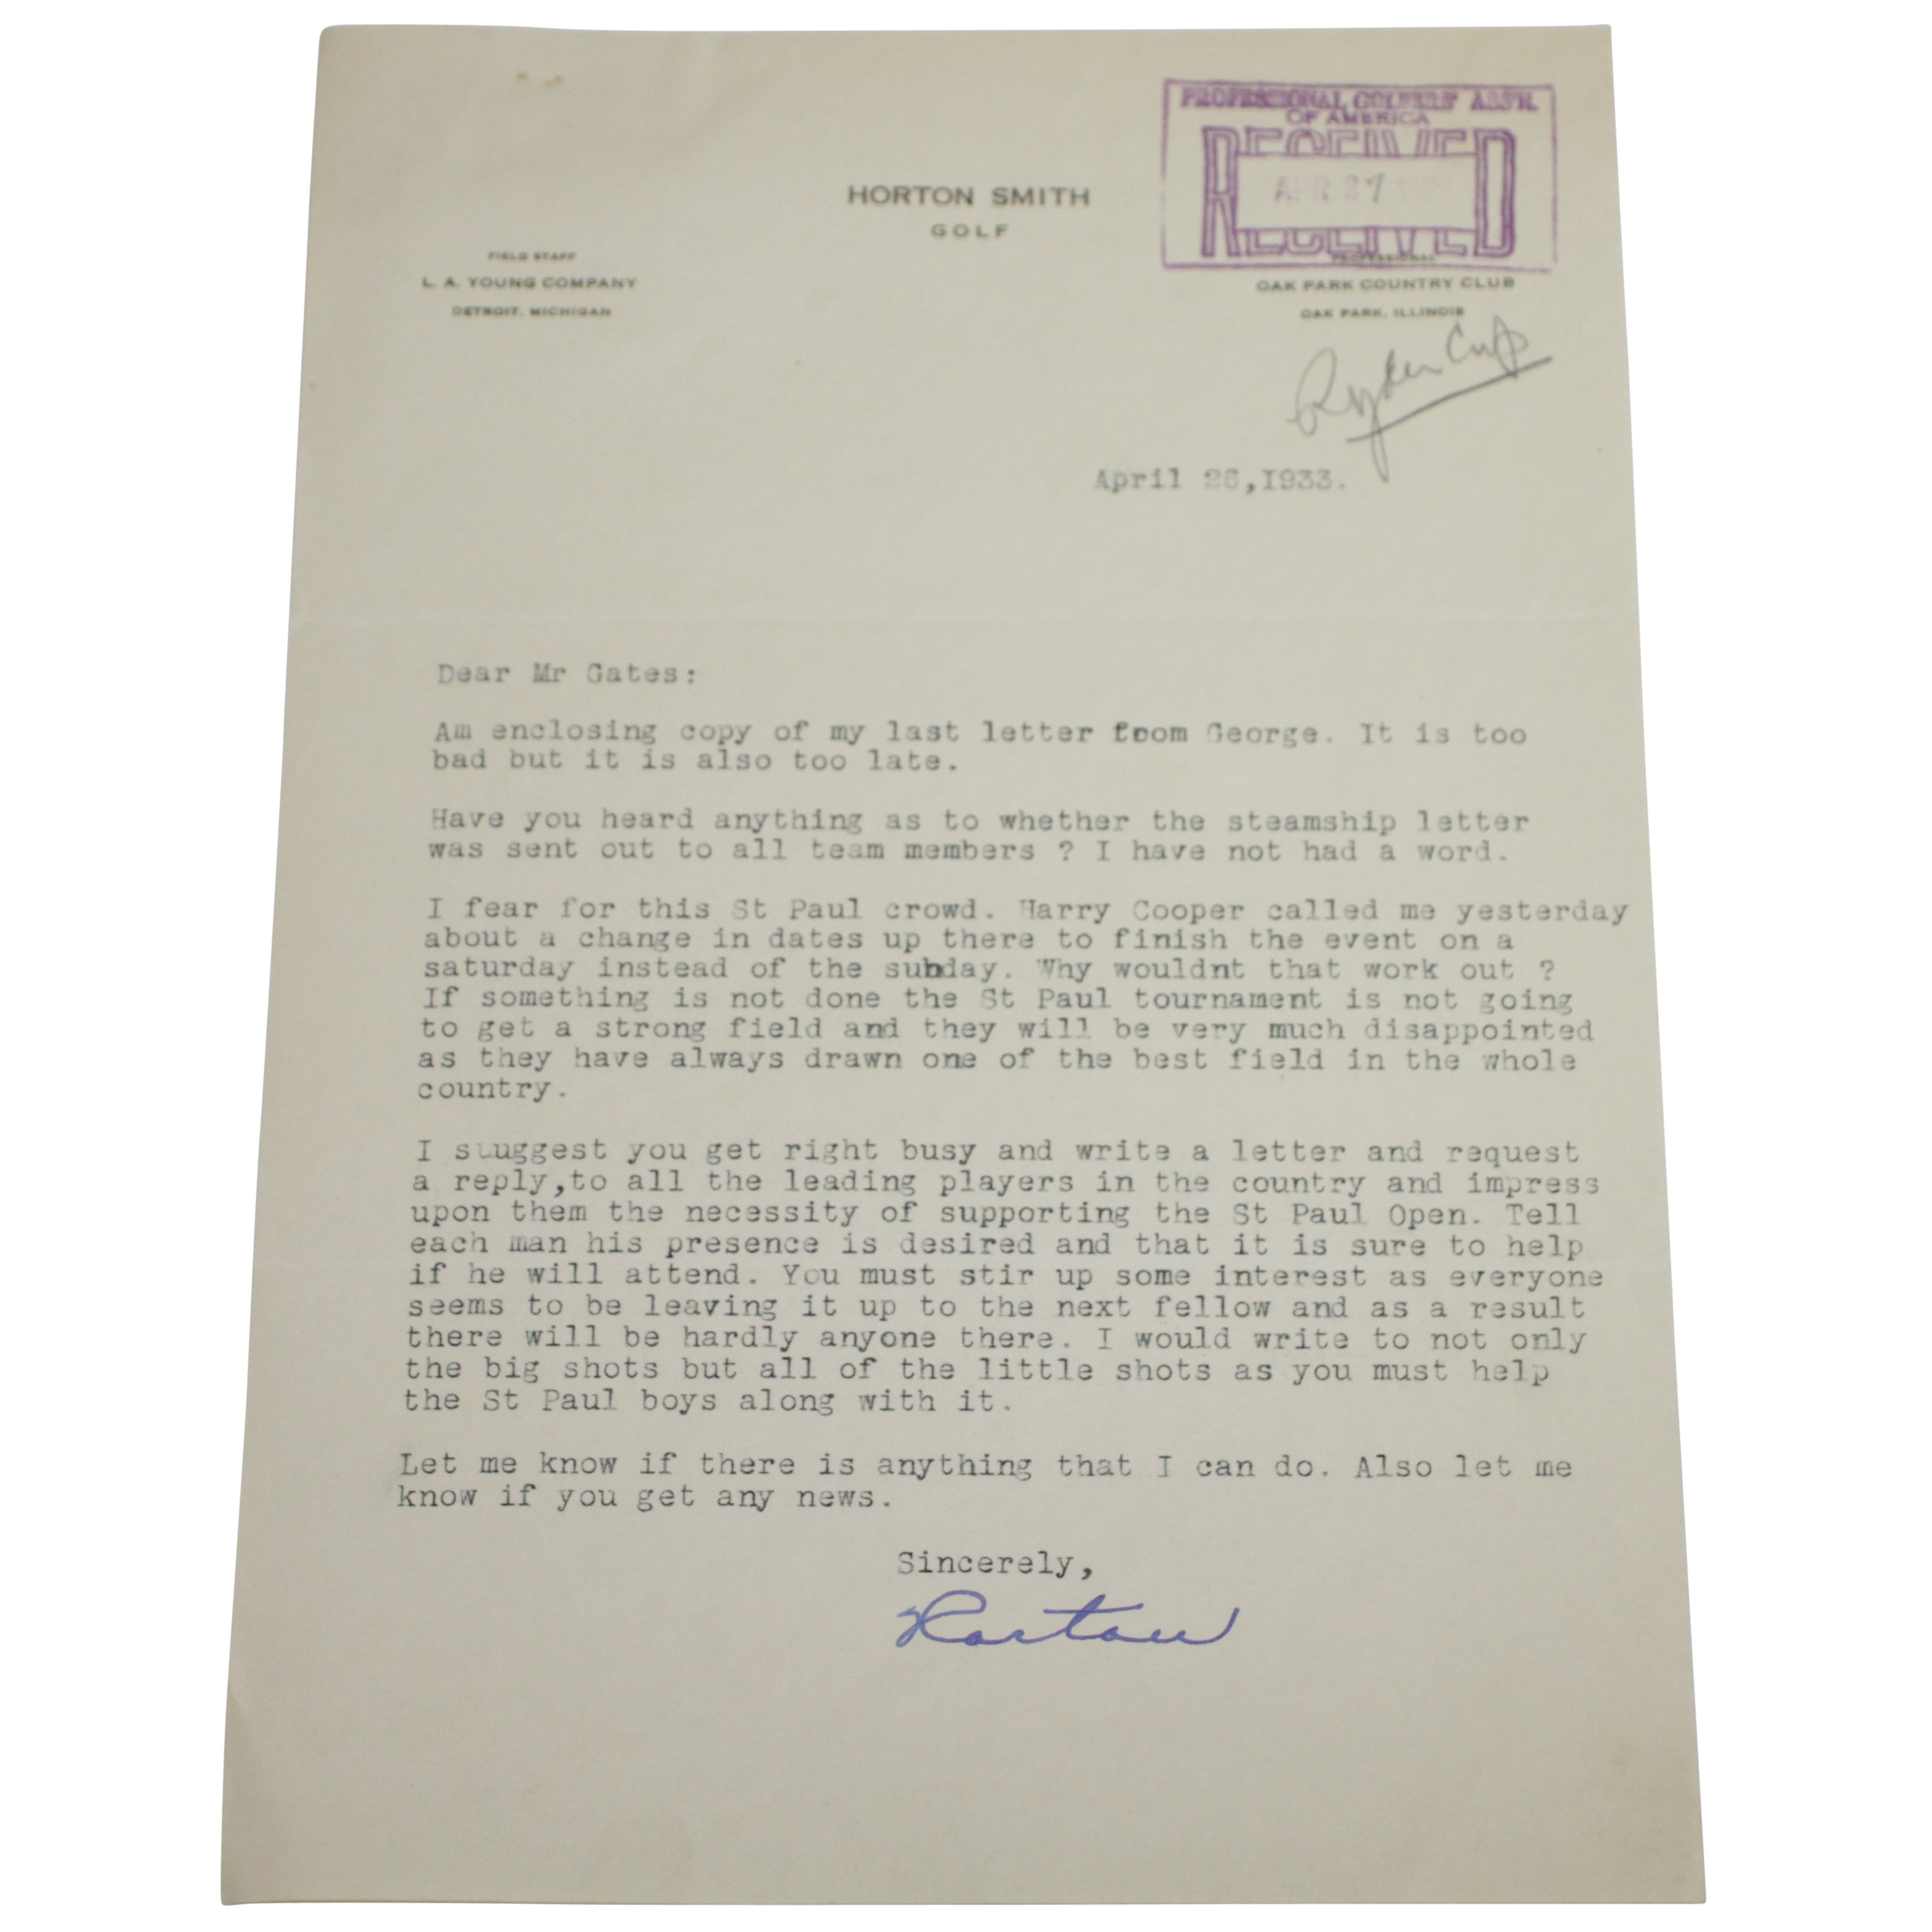 PROFESSIONAL GOLFERS' ASS'N.
OF AMERICA
RECEIVED
APR 27
HORTON SMITH
GOLF
FIELD STAFF
L. A. YOUNG COMPANY
DETROIT, MICHIGAN
PROFESSIONAL
OAK PARK COUNTRY CLUB
OAK PARK, ILLINOIS
Ryder Cup
April 26,1933.
Dear Mr Gates:
Am enclosing copy of my last letter from George. It is too
bad but it is also too late.
Have you heard anything as to whether the steamship letter
was sent out to all team members ? I have not had a word.
I fear for this St Paul crowd. Harry Cooper called me yesterday
about a change in dates up there to finish the event on a
saturday instead of the sunday. Why wouldnt that work out ?
If something is not done the St Paul tournament is not going
to get a strong field and they will be very much disappointed
as they have always drawn one of the best field in the whole
country.
I suuggest you get right busy and write a letter and request
a reply,to all the leading players in the country and impress
upon them the necessity of supporting the St Paul Open. Tell
each man his presence is desired and that it is sure to help
if he will attend. You must stir up some interest as everyone
seems to be leaving it up to the next fellow and as a result
there will be hardly anyone there. I would write to not only
the big shots but all of the little shots as you must help
the St Paul boys along with it.
Let me know if there is anything that I can do. Also let me
know if you get any news.
Sincerely,
Horton